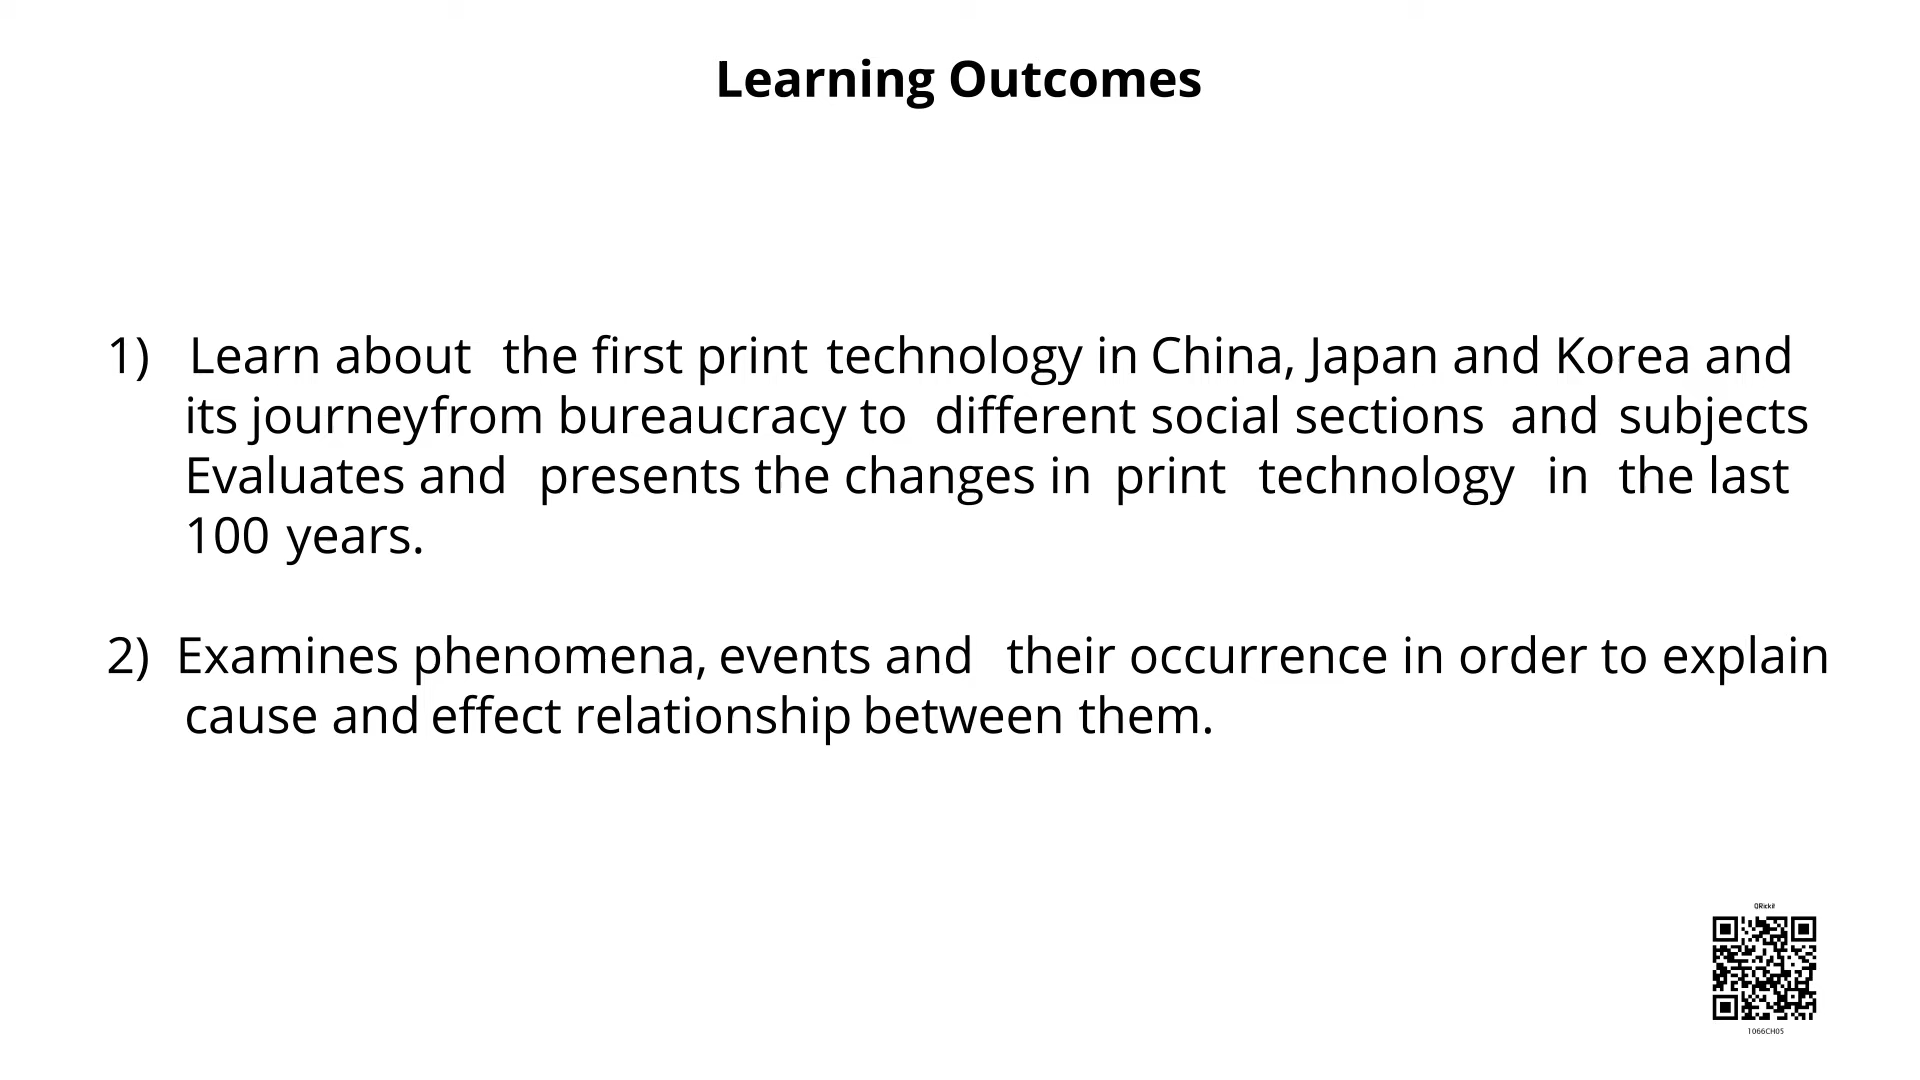 Learning Outcomes
1) Learn about the first print technology in China, Japan and Korea and
its journeyfrom bureaucracy to different social sections and subjects
Evaluates and presents the changes in print technology in the last
100 years.
2) Examines phenomena, events and their occurrence in order to explain
cause and effect relationship between them.
QRickit
1066CH05